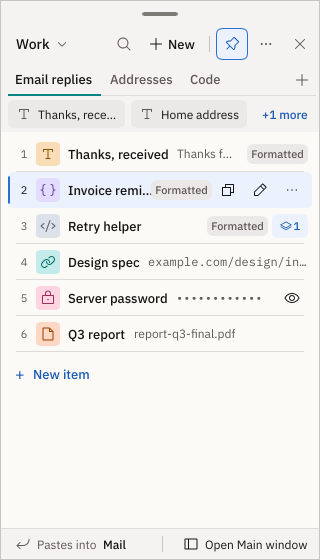 Work
New
Email replies Addresses Code
Thanks, rece... Home address +1 more
1 Thanks, received Thanks f... Formatted
2 Invoice remi... Formatted
3 Retry helper Formatted 1
4 Design spec example.com/design/in...
5 Server password ••••••••••••
6 Q3 report report-q3-final.pdf
+ New item
Pastes into Mail Open Main window